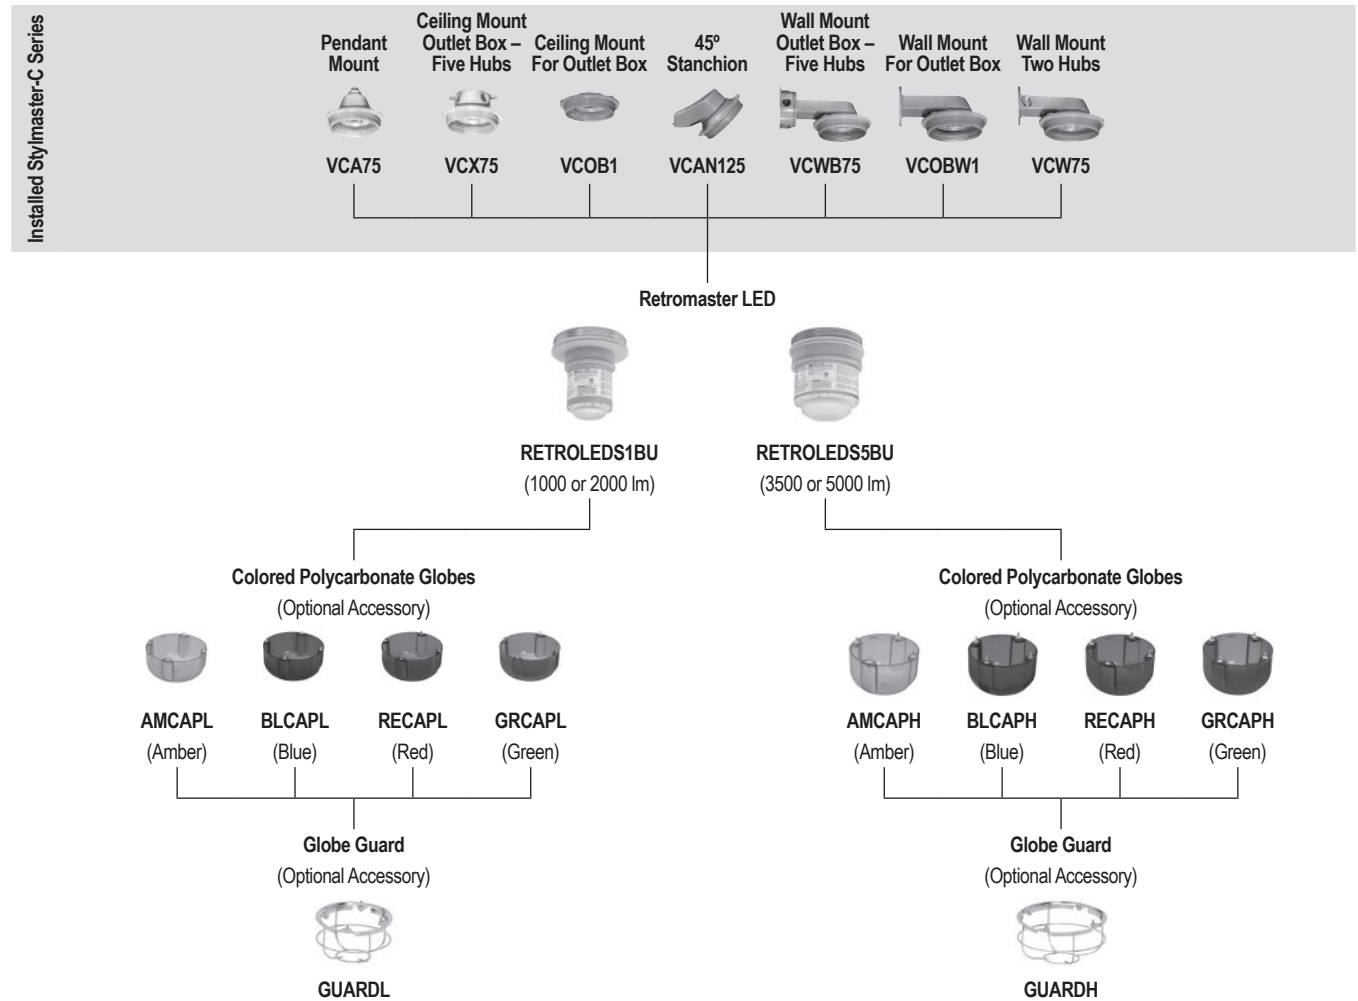 Installed Stylmaster-C Series
Pendant
Mount
Ceiling Mount
Outlet Box –
Five Hubs
Ceiling Mount
For Outlet Box
45º
Stanchion
Wall Mount
Outlet Box –
Five Hubs
Wall Mount
For Outlet Box
Wall Mount
Two Hubs
VCA75
VCX75
VCOB1
VCAN125
VCWB75
VCOBW1
VCW75
Retromaster LED
RETROLEDS1BU
(1000 or 2000 lm)
RETROLEDS5BU
(3500 or 5000 lm)
Colored Polycarbonate Globes
(Optional Accessory)
AMCAPL
(Amber)
BLCAPL
(Blue)
RECAPL
(Red)
GRCAPL
(Green)
Globe Guard
(Optional Accessory)
GUARDL
Colored Polycarbonate Globes
(Optional Accessory)
AMCAPH
(Amber)
BLCAPH
(Blue)
RECAPH
(Red)
GRCAPH
(Green)
Globe Guard
(Optional Accessory)
GUARDH